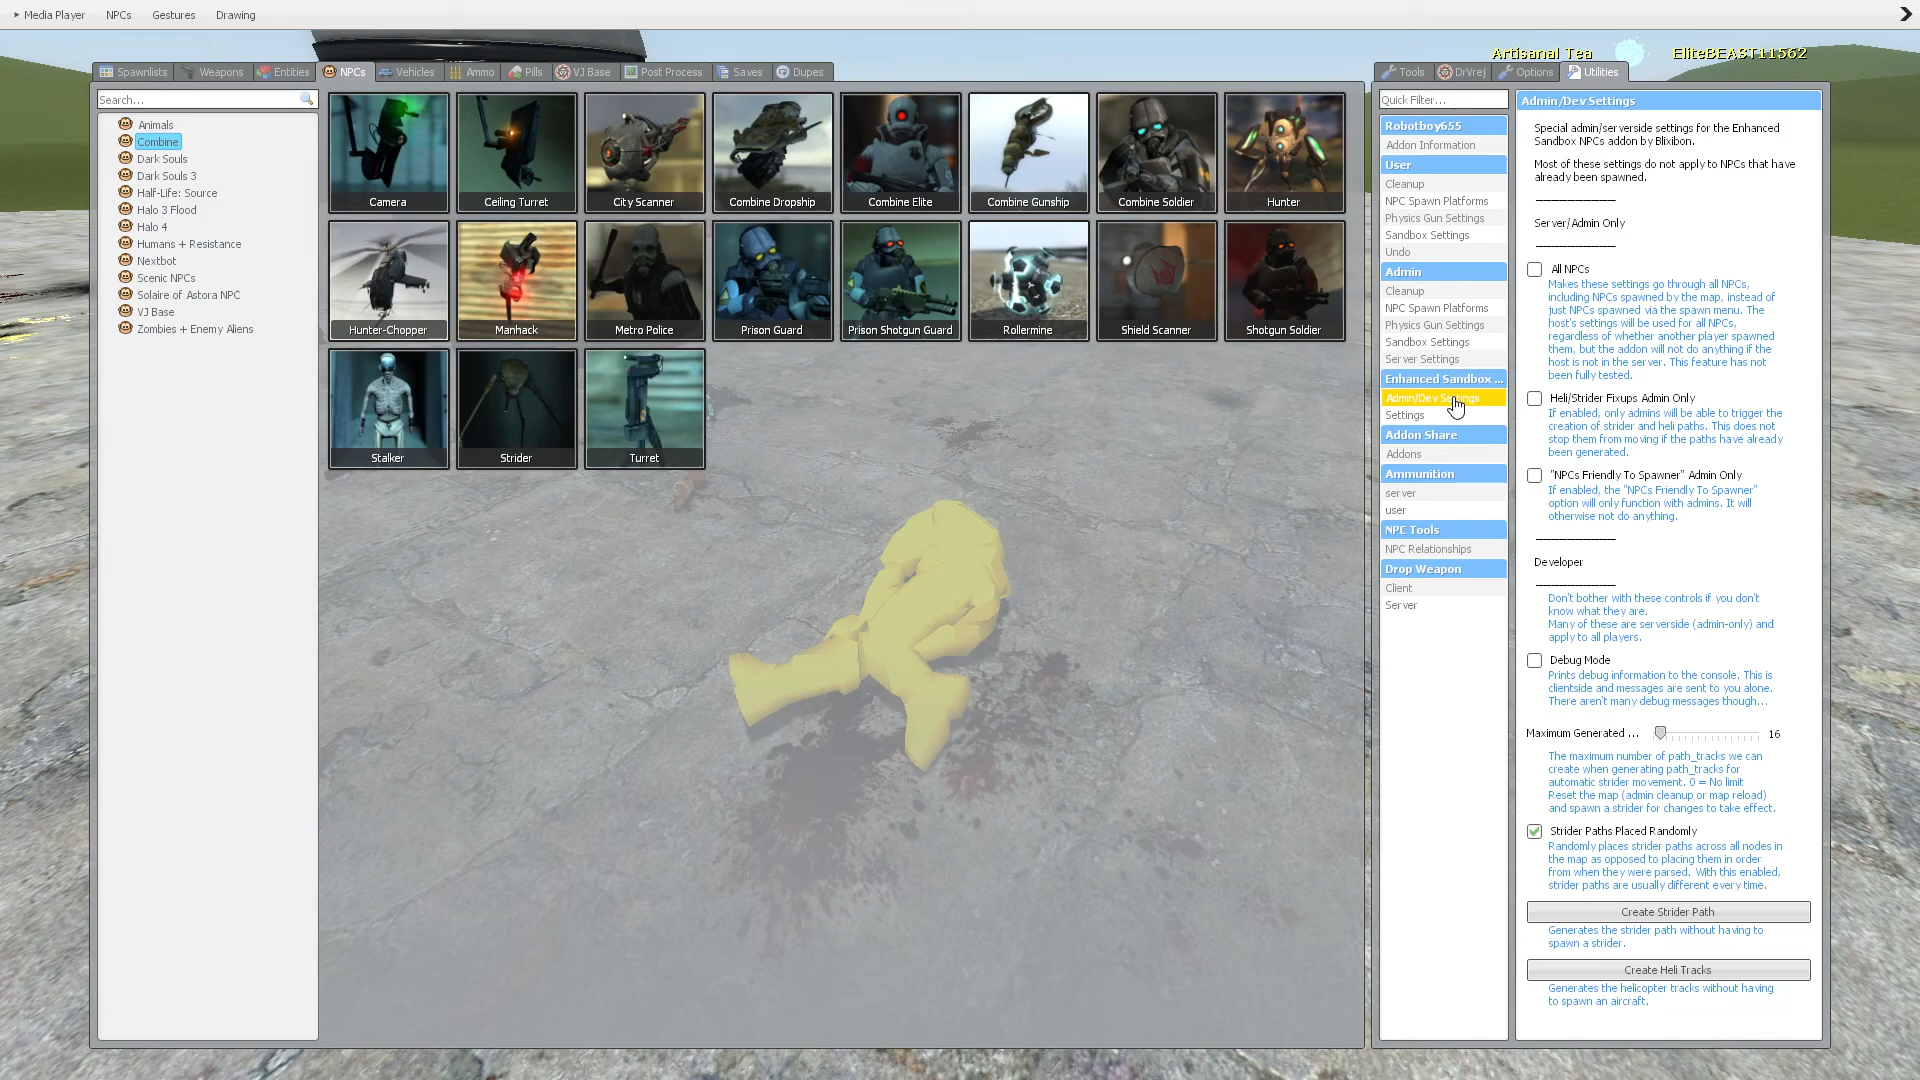 Media Player NPCs Gestures Drawing
Artisanal Tea EliteBEAST11562
Spawnlists Weapons Entities NPCs Vehicles Ammo Pills VJ Base Post Process Saves Dupes
Tools DrVrej Options Utilities
Search...
Animals
Combine
Dark Souls
Dark Souls 3
Half-Life: Source
Halo 3 Flood
Halo 4
Humans + Resistance
Nextbot
Scenic NPCs
Solaire of Astora NPC
VJ Base
Zombies + Enemy Aliens
Camera Ceiling Turret City Scanner Combine Dropship Combine Elite Combine Gunship Combine Soldier Hunter
Hunter-Chopper Manhack Metro Police Prison Guard Prison Shotgun Guard Rollermine Shield Scanner Shotgun Soldier
Stalker Strider Turret
Quick Filter...
Robotboy655
Addon Information
User
Cleanup
NPC Spawn Platforms
Physics Gun Settings
Sandbox Settings
Undo
Admin
Cleanup
NPC Spawn Platforms
Physics Gun Settings
Sandbox Settings
Server Settings
Enhanced Sandbox ...
Admin/Dev Settings
Settings
Addon Share
Addons
Ammunition
server
user
NPC Tools
NPC Relationships
Drop Weapon
Client
Server
Admin/Dev Settings
Special admin/serverside settings for the Enhanced
Sandbox NPCs addon by Blixibon.
Most of these settings do not apply to NPCs that have
already been spawned.
__________
Server/Admin Only
__________
All NPCs
Makes these settings go through all NPCs,
including NPCs spawned by the map, instead of
just NPCs spawned via the spawn menu. The
host's settings will be used for all NPCs,
regardless of whether another player spawned
them, but the addon will not do anything if the
host is not in the server. This feature has not
been fully tested.
Heli/Strider Fixups Admin Only
If enabled, only admins will be able to trigger the
creation of strider and heli paths. This does not
stop them from moving if the paths have already
been generated.
"NPCs Friendly To Spawner" Admin Only
If enabled, the "NPCs Friendly To Spawner"
option will only function with admins. It will
otherwise not do anything.
__________
Developer
__________
Don't bother with these controls if you don't
know what they are.
Many of these are serverside (admin-only) and
apply to all players.
Debug Mode
Prints debug information to the console. This is
clientside and messages are sent to you alone.
There aren't many debug messages though...
Maximum Generated ... 16
The maximum number of path_tracks we can
create when generating path_tracks for
automatic strider movement. 0 = No limit
Reset the map (admin cleanup or map reload)
and spawn a strider for changes to take effect.
Strider Paths Placed Randomly
Randomly places strider paths across all nodes in
the map as opposed to placing them in order
from when they were parsed. With this enabled,
strider paths are usually different every time.
Create Strider Path
Generates the strider path without having to
spawn a strider.
Create Heli Tracks
Generates the helicopter tracks without having
to spawn an aircraft.